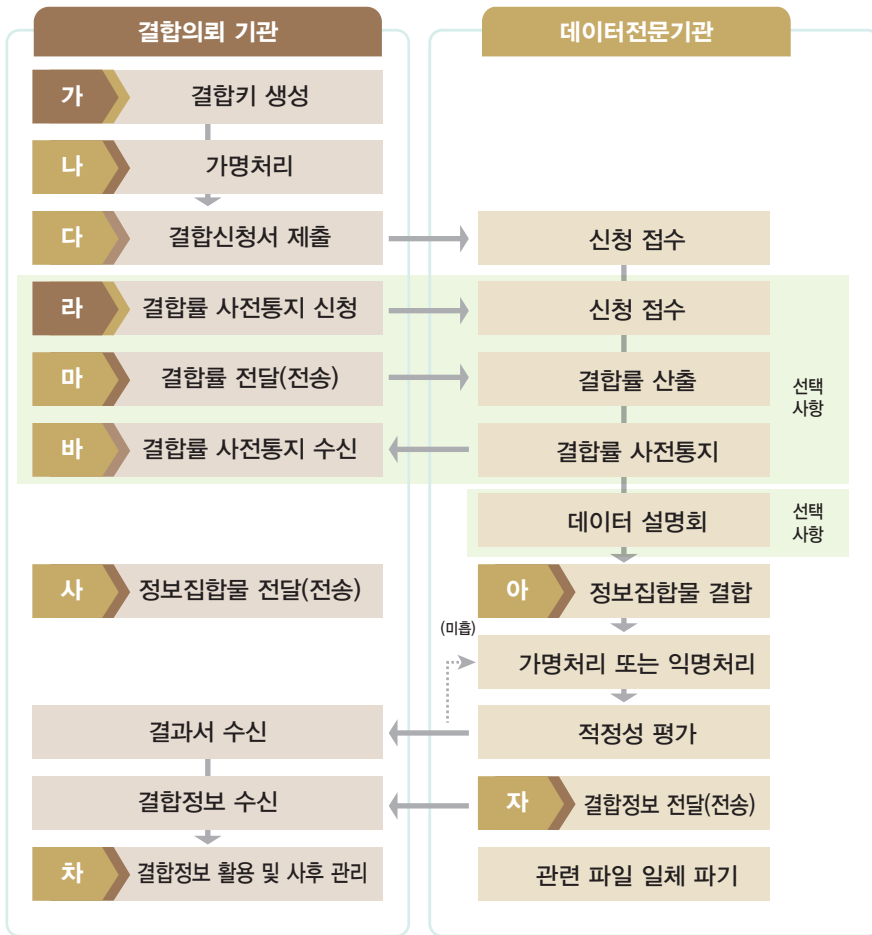 결합의뢰 기관
데이터전문기관
가
결합키 생성
나
가명처리
다
결합신청서 제출
신청 접수
라
결합률 사전통지 신청
신청 접수
마
결합률 전달(전송)
결합률 산출
선택
사항
바
결합률 사전통지 수신
결합률 사전통지
데이터 설명회
선택
사항
사
정보집합물 전달(전송)
아
정보집합물 결합
(미흡)
가명처리 또는 익명처리
결과서 수신
적정성 평가
결합정보 수신
자
결합정보 전달(전송)
차
결합정보 활용 및 사후 관리
관련 파일 일체 파기